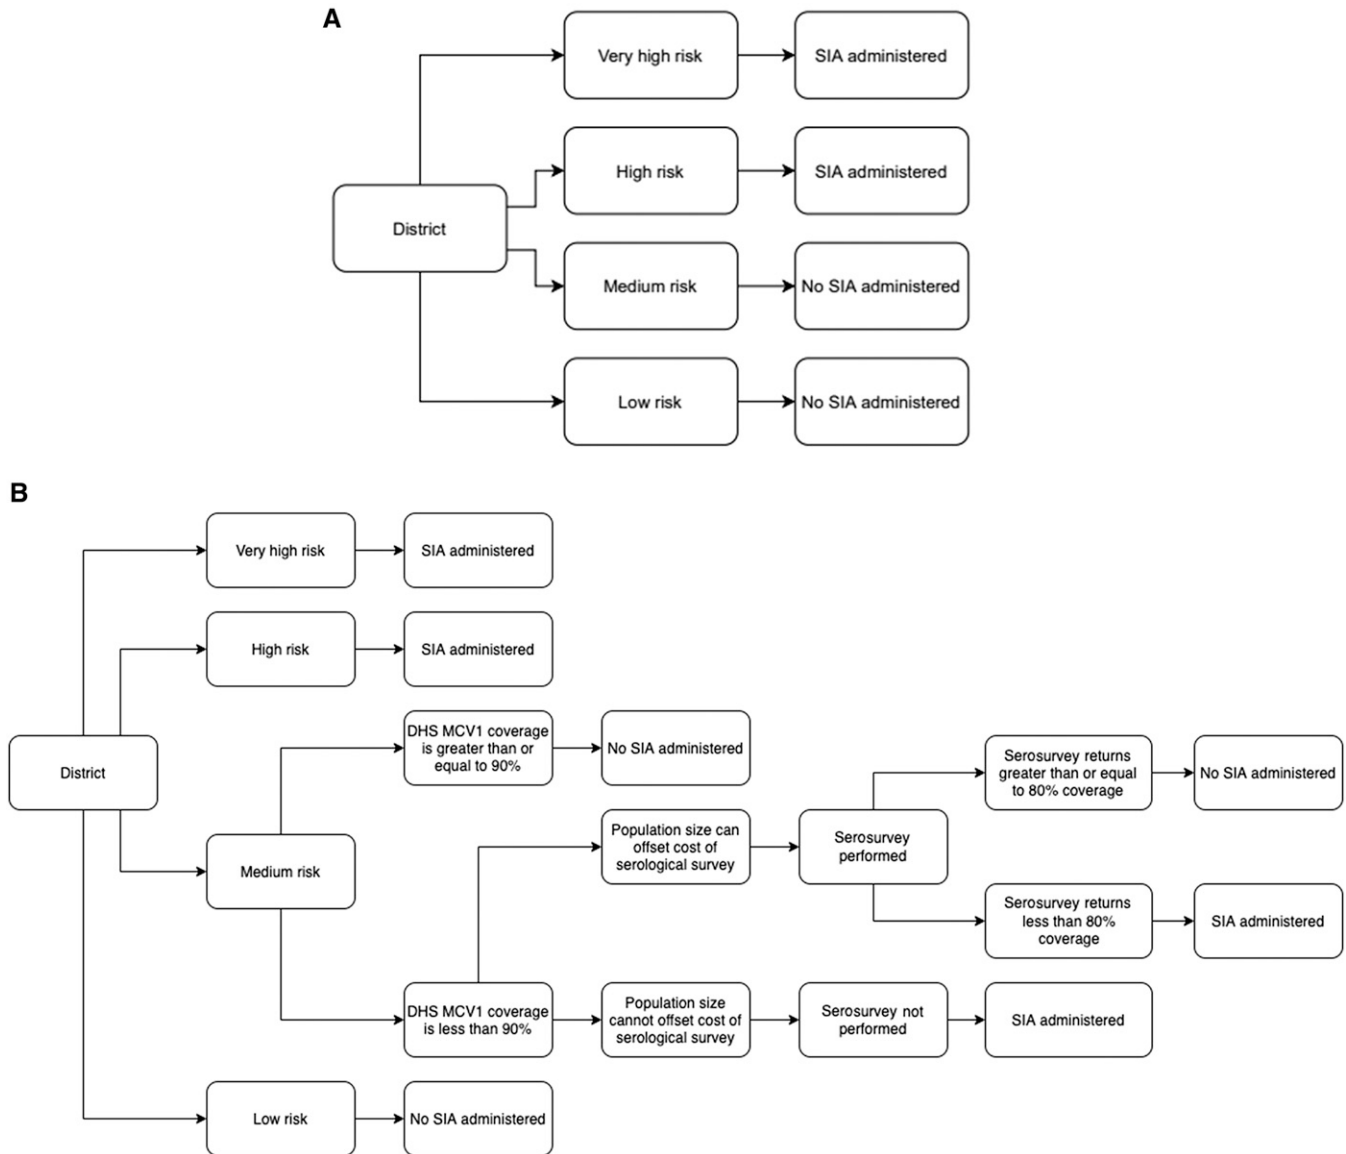 A
Very high risk
SIA administered
High risk
SIA administered
District
Medium risk
No SIA administered
Low risk
No SIA administered
B
Very high risk
SIA administered
High risk
SIA administered
District
Medium risk
DHS MCV1 coverage
is greater than or
equal to 90%
No SIA administered
DHS MCV1 coverage
is less than 90%
Population size can
offset cost of
serological survey
Serosurvey
performed
Serosurvey returns
greater than or equal
to 80% coverage
No SIA administered
Serosurvey returns
less than 80%
coverage
SIA administered
Population size
cannot offset cost of
serological survey
Serosurvey not
performed
SIA administered
Low risk
No SIA administered